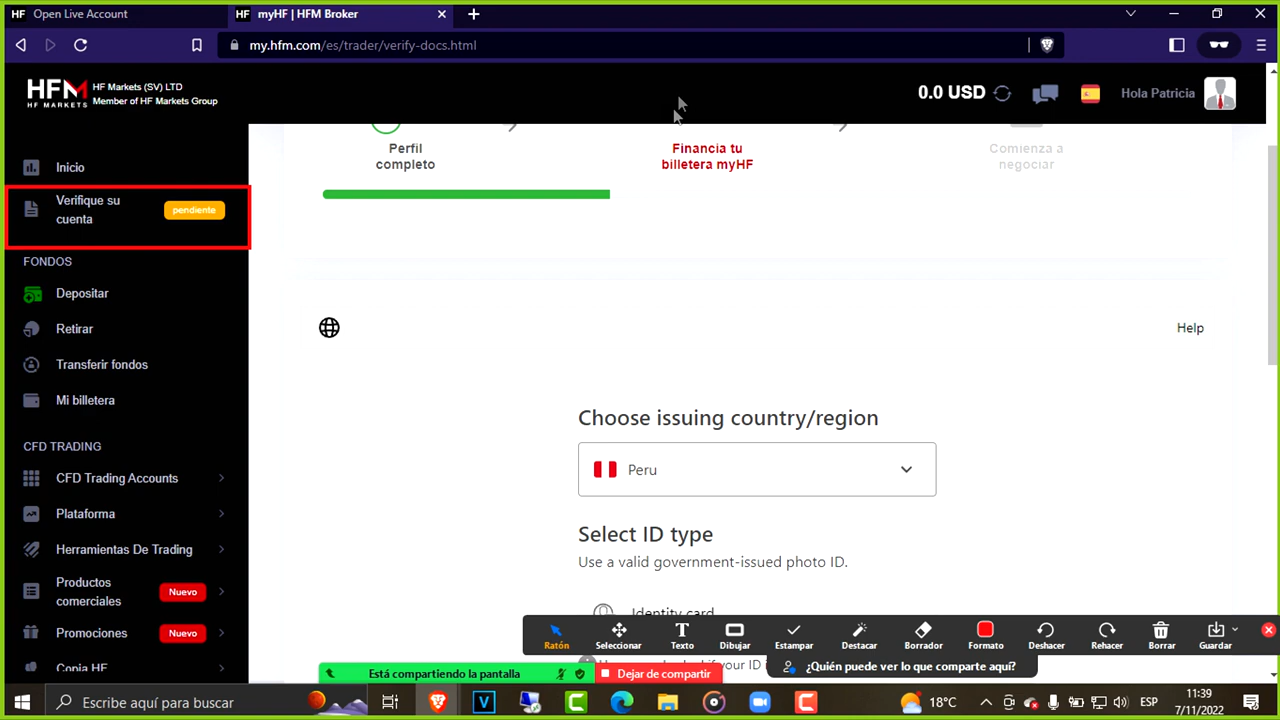 HF Open Live Account
HF myHF | HFM Broker
my.hfm.com/es/trader/verify-docs.html
HFM
HF MARKETS
HF Markets (SV) LTD
Member of HF Markets Group
0.0 USD
Hola Patricia
Inicio
Verifique su
cuenta
pendiente
FONDOS
Depositar
Retirar
Transferir fondos
Mi billetera
CFD TRADING
CFD Trading Accounts
Plataforma
Herramientas De Trading
Productos
comerciales
Nuevo
Promociones
Nuevo
Copia HF
Perfil
completo
Financia tu
billetera myHF
Comienza a
negociar
Help
Choose issuing country/region
Peru
Select ID type
Use a valid government-issued photo ID.
Identity card
Ratón
Seleccionar
Texto
Dibujar
Estampar
Destacar
Borrador
Formato
Deshacer
Rehacer
Borrar
Guardar
Está compartiendo la pantalla
Dejar de compartir
¿Quién puede ver lo que comparte aquí?
Escribe aquí para buscar
18°C
ESP
11:39
7/11/2022